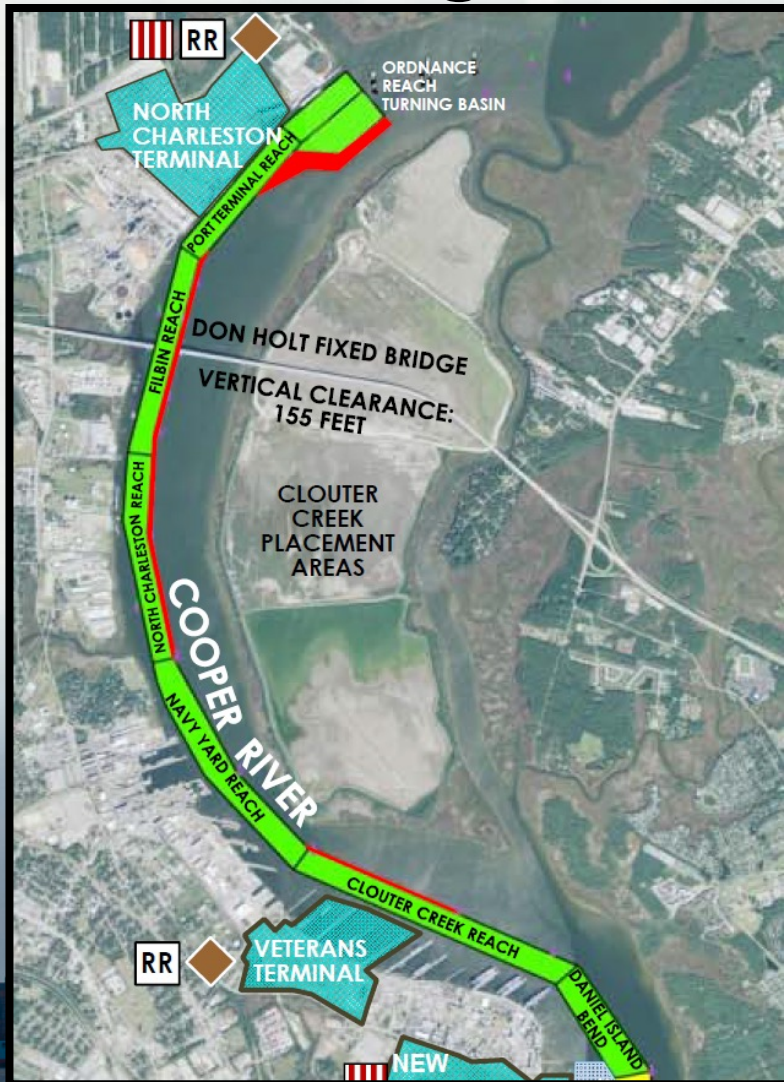 RR
ORDNANCE
REACH
TURNING BASIN
NORTH
CHARLESTON
TERMINAL
PORT TERMINAL REACH
FILBIN REACH
DON HOLT FIXED BRIDGE
VERTICAL CLEARANCE:
155 FEET
CLOUTER
CREEK
PLACEMENT
AREAS
NORTH CHARLESTON REACH
COOPER RIVER
NAVY YARD REACH
CLOUTER CREEK REACH
RR
VETERANS
TERMINAL
DANIEL ISLAND
BEND
NEW